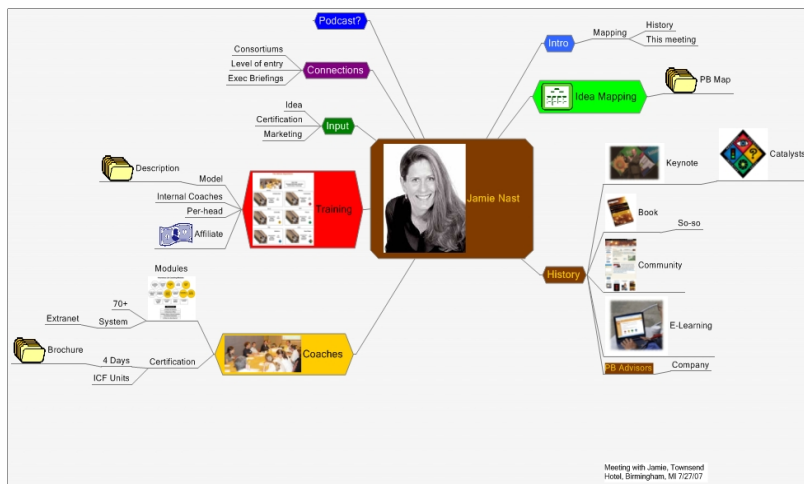 Podcast?
Consortiums
Level of entry
Exec Briefings
Connections
Idea
Certification
Marketing
Input
Description
Model
Internal Coaches
Per-head
Affiliate
Training
Modules
70+
System
Extranet
Brochure
4 Days
ICF Units
Certification
Coaches
Jamie Nast
Intro
Mapping
History
This meeting
Idea Mapping
PB Map
History
Keynote
Catalysts
Book
So-so
Community
E-Learning
PB Advisors
Company
Meeting with Jamie, Townsend
Hotel, Birmingham, MI 7/27/07